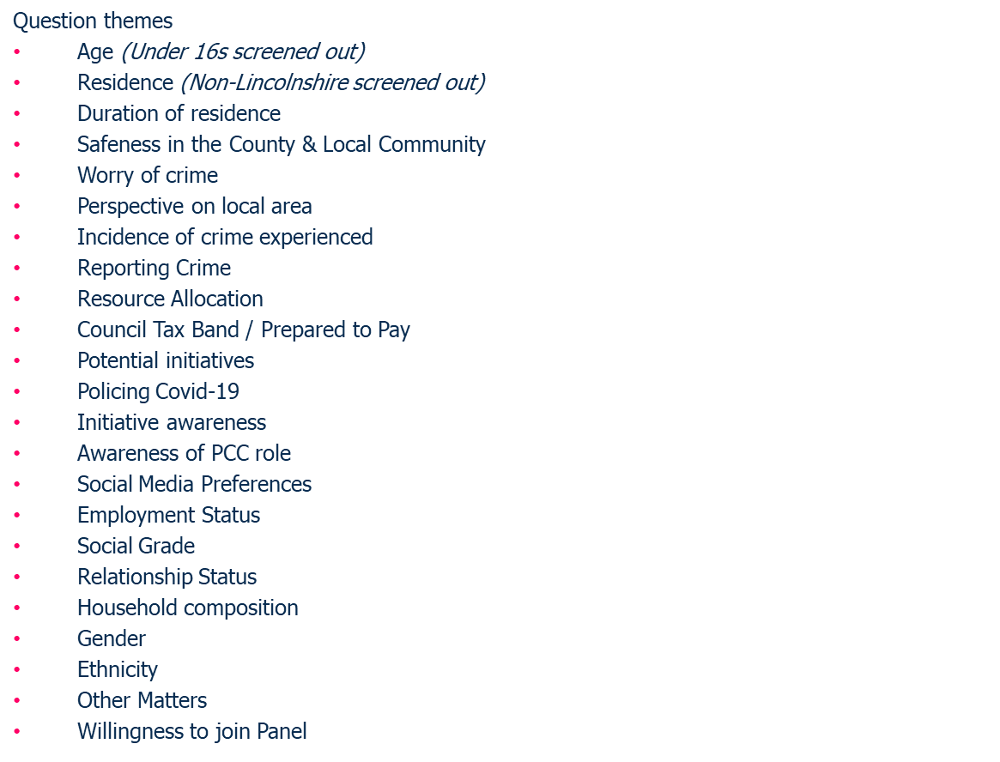 Question themes
• Age (Under 16s screened out)
• Residence (Non-Lincolnshire screened out)
• Duration of residence
• Safeness in the County & Local Community
• Worry of crime
• Perspective on local area
• Incidence of crime experienced
• Reporting Crime
• Resource Allocation
• Council Tax Band / Prepared to Pay
• Potential initiatives
• Policing Covid-19
• Initiative awareness
• Awareness of PCC role
• Social Media Preferences
• Employment Status
• Social Grade
• Relationship Status
• Household composition
• Gender
• Ethnicity
• Other Matters
• Willingness to join Panel